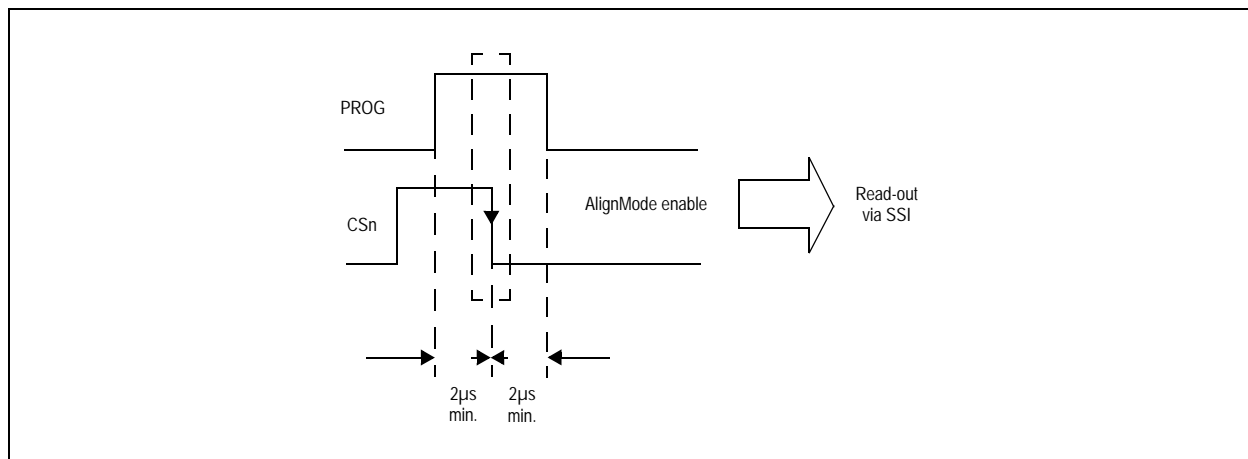 PROG
CSn
AlignMode enable
Read-out
via SSI
2µs
min.
2µs
min.